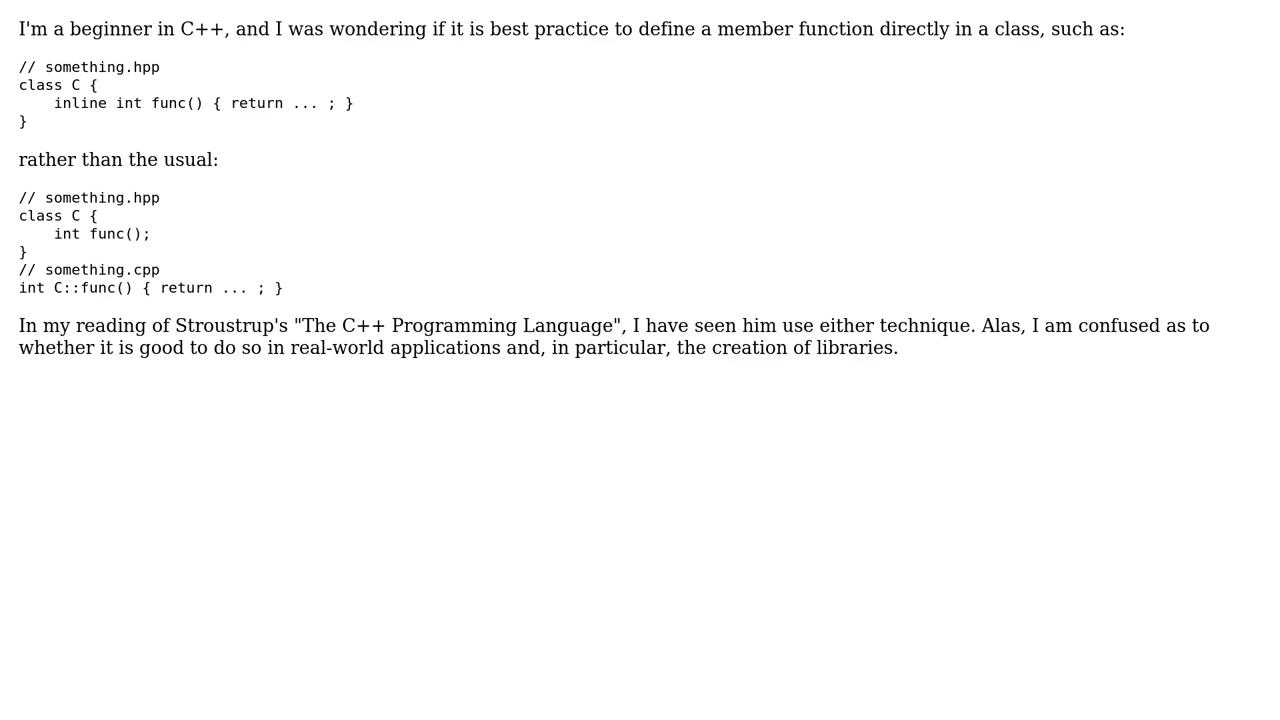 I'm a beginner in C++, and I was wondering if it is best practice to define a member function directly in a class, such as:
// something.hpp
class C {
    inline int func() { return ... ; }
}
rather than the usual:
// something.hpp
class C {
    int func();
}
// something.cpp
int C::func() { return ... ; }
In my reading of Stroustrup's "The C++ Programming Language", I have seen him use either technique. Alas, I am confused as to
whether it is good to do so in real-world applications and, in particular, the creation of libraries.